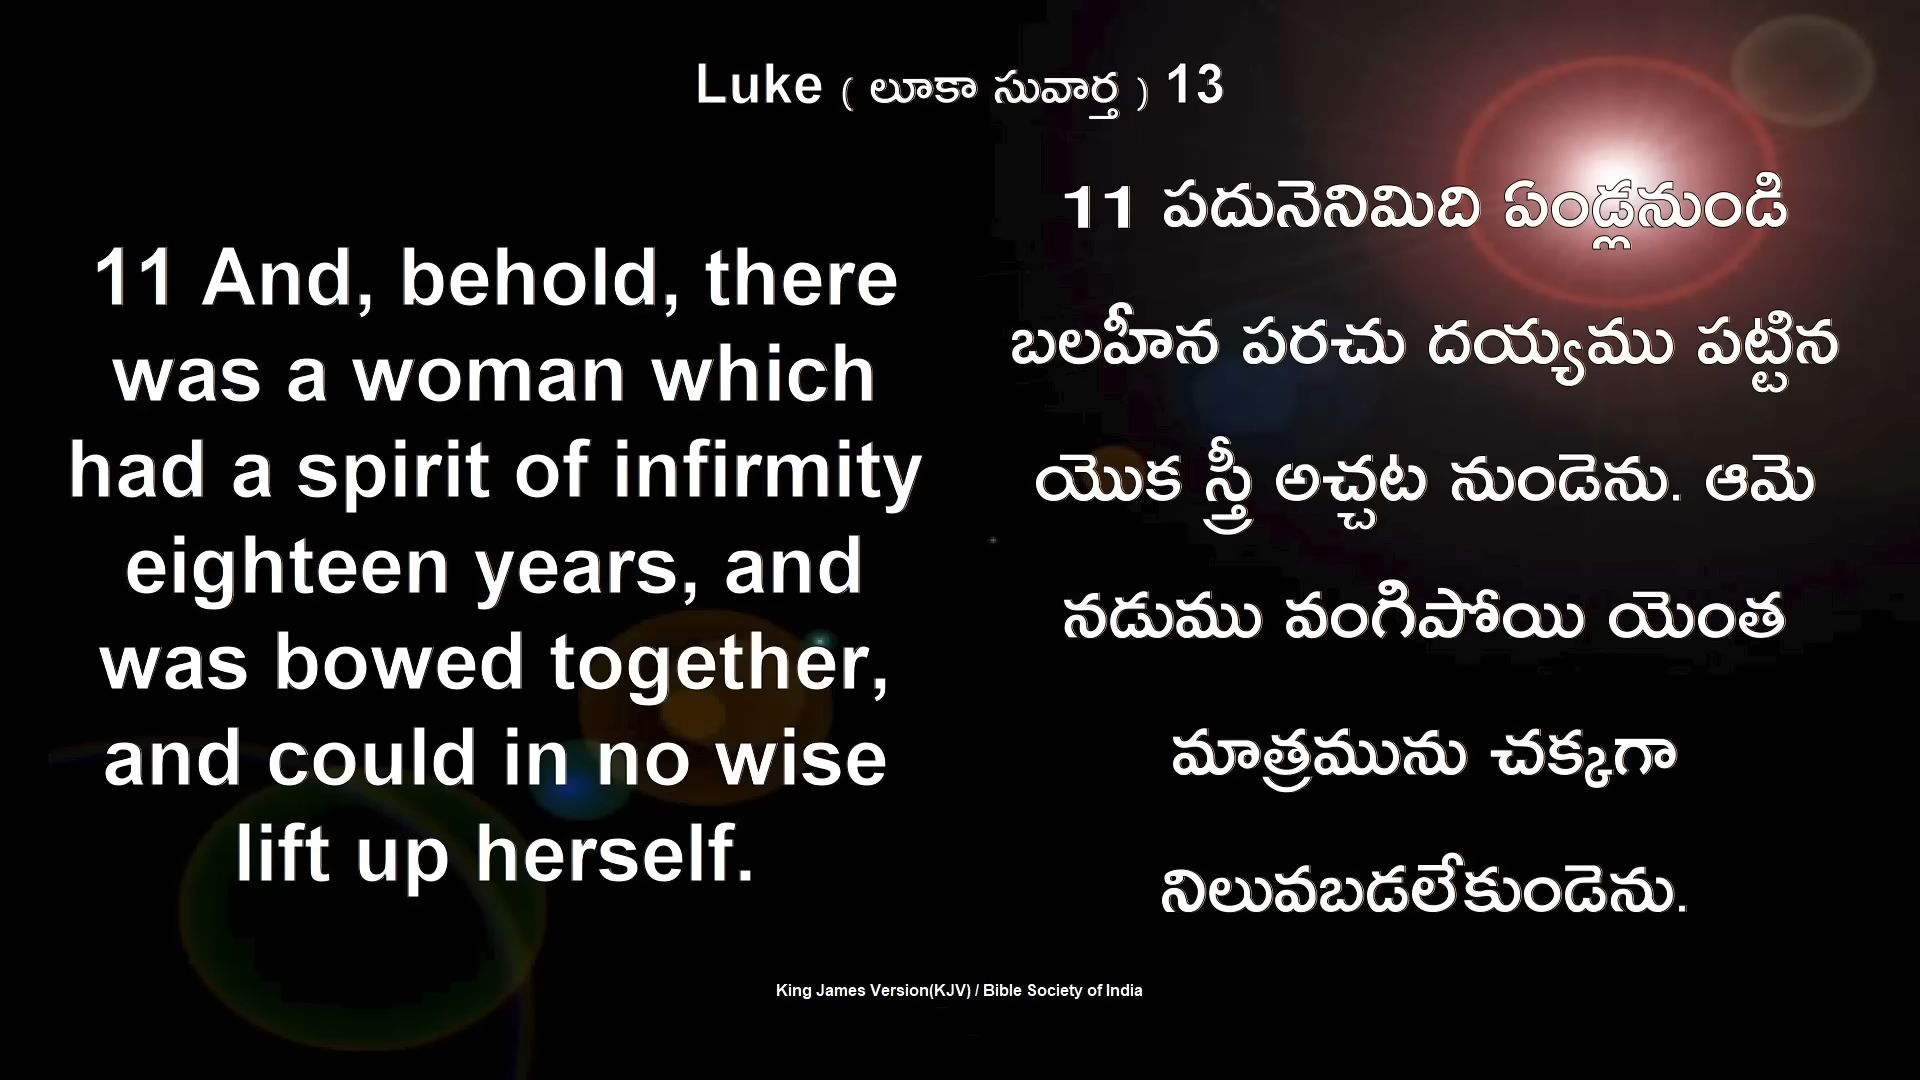 Luke ( లూకా సువార్త ) 13
11 And, behold, there
was a woman which
had a spirit of infirmity
eighteen years, and
was bowed together,
and could in no wise
lift up herself.
11 పదునెనిమిది ఏండ్లనుండి
బలహీన పరచు దయ్యము పట్టిన
యొక స్త్రీ అచ్చట నుండెను. ఆమె
నడుము వంగిపోయి యెంత
మాత్రమును చక్కగా
నిలువబడలేకుండెను.
King James Version(KJV) / Bible Society of India